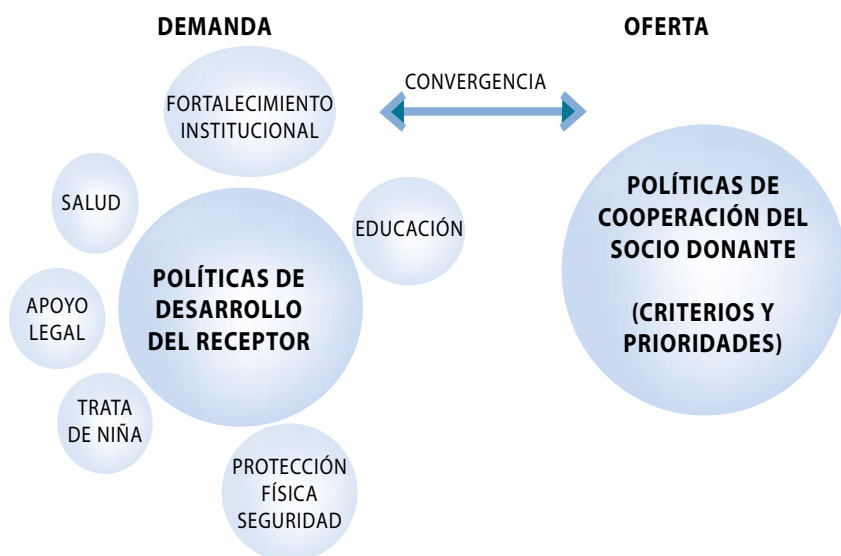 DEMANDA
OFERTA
CONVERGENCIA
FORTALECIMIENTO
INSTITUCIONAL
SALUD
EDUCACIÓN
POLÍTICAS DE
DESARROLLO
DEL RECEPTOR
APOYO
LEGAL
TRATA
DE NIÑA
PROTECCIÓN
FÍSICA
SEGURIDAD
POLÍTICAS DE
COOPERACIÓN DEL
SOCIO DONANTE
(CRITERIOS Y
PRIORIDADES)